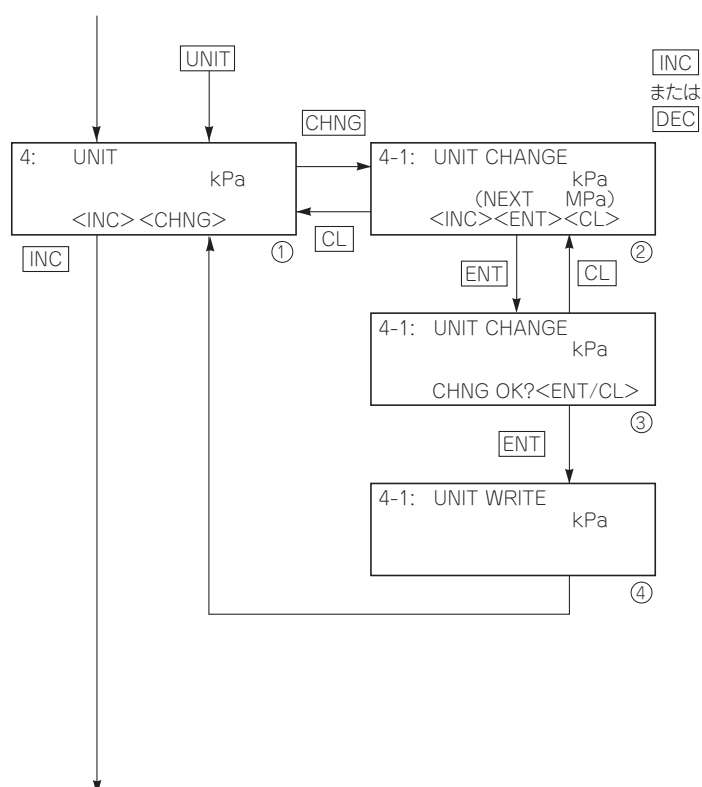 UNIT
INC
または
DEC
CHNG
4: UNIT
kPa
<INC> <CHNG>
①
4-1: UNIT CHANGE
kPa
(NEXT MPa)
<INC><ENT><CL>
②
CL
INC
ENT
CL
4-1: UNIT CHANGE
kPa
CHNG OK?<ENT/CL>
③
ENT
4-1: UNIT WRITE
kPa
④